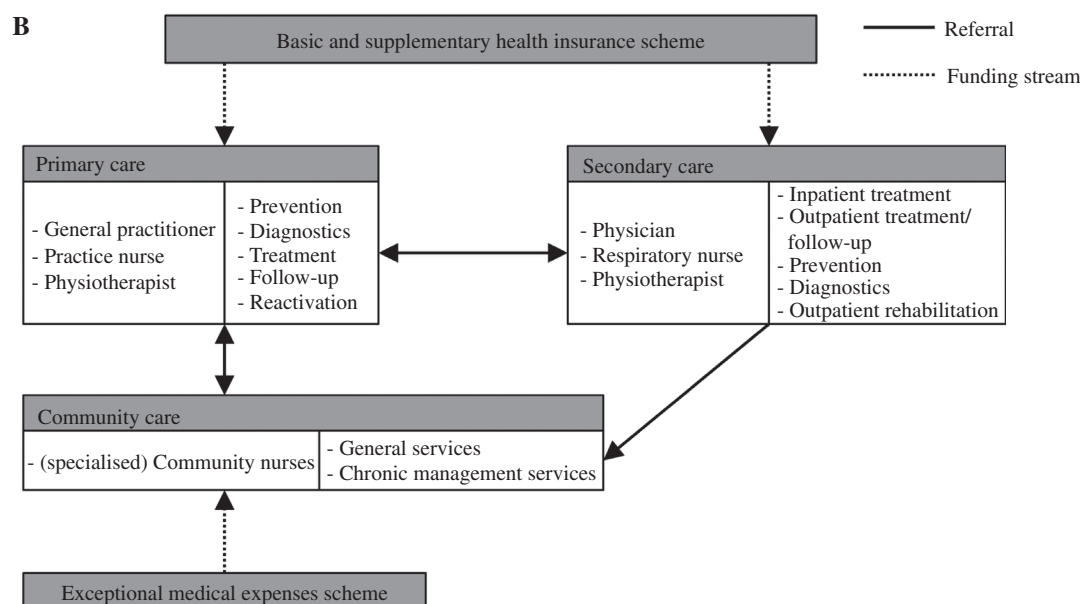 B
Basic and supplementary health insurance scheme
Referral
Funding stream
Primary care
- General practitioner
- Practice nurse
- Physiotherapist
- Prevention
- Diagnostics
- Treatment
- Follow-up
- Reactivation
Secondary care
- Physician
- Respiratory nurse
- Physiotherapist
- Inpatient treatment
- Outpatient treatment/
follow-up
- Prevention
- Diagnostics
- Outpatient rehabilitation
Community care
- (specialised) Community nurses
- General services
- Chronic management services
Exceptional medical expenses scheme